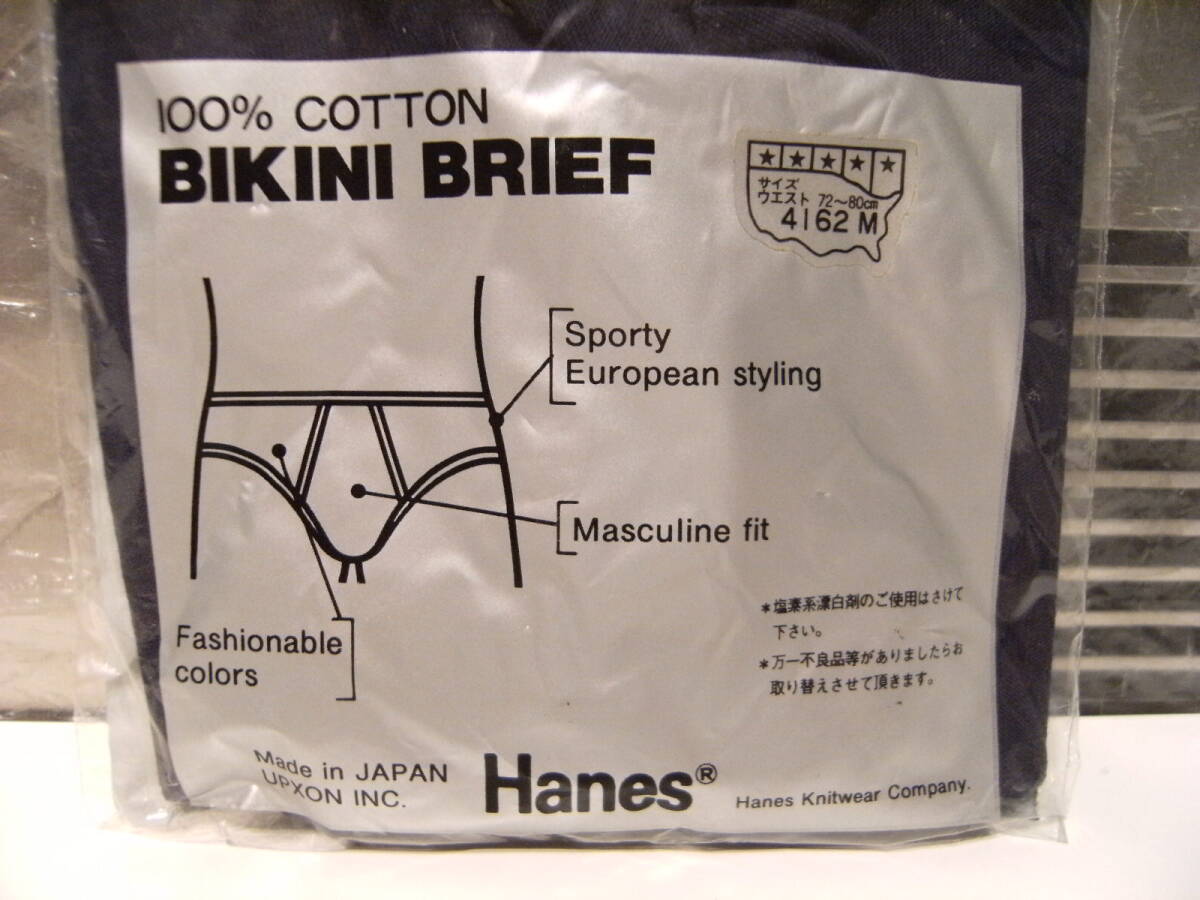 100% COTTON
BIKINI BRIEF
サイズ
ウエスト 72～80cm
4162 M
Sporty
European styling
Masculine fit
Fashionable
colors
＊塩素系漂白剤のご使用はさけて
下さい。
＊万一不良品等がありましたらお
取り替えさせて頂きます。
Made in JAPAN
UPXON INC.
Hanes®
Hanes Knitwear Company.